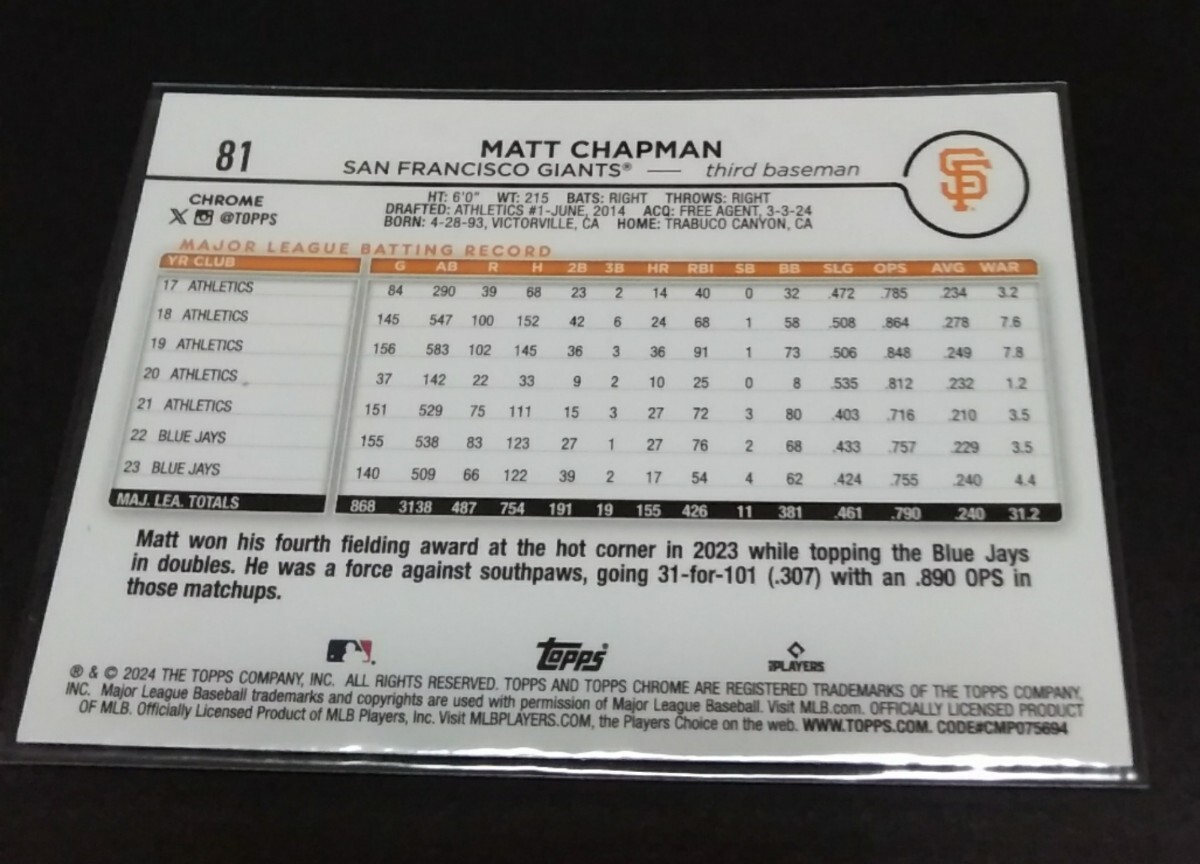 81
MATT CHAPMAN
SAN FRANCISCO GIANTS® — third baseman
SF
CHROME
@TOPPS
HT: 6'0" WT: 215 BATS: RIGHT THROWS: RIGHT
DRAFTED: ATHLETICS #1-JUNE, 2014 ACQ: FREE AGENT, 3-3-24
BORN: 4-28-93, VICTORVILLE, CA HOME: TRABUCO CANYON, CA
MAJOR LEAGUE BATTING RECORD
YR CLUB G AB R H 2B 3B HR RBI SB BB SLG OPS AVG WAR
17 ATHLETICS 84 290 39 68 23 2 14 40 0 32 .472 .785 .234 3.2
18 ATHLETICS 145 547 100 152 42 6 24 68 1 58 .508 .864 .278 7.6
19 ATHLETICS 156 583 102 145 36 3 36 91 1 73 .506 .848 .249 7.8
20 ATHLETICS 37 142 22 33 9 2 10 25 0 8 .535 .812 .232 1.2
21 ATHLETICS 151 529 75 111 15 3 27 72 3 80 .403 .716 .210 3.5
22 BLUE JAYS 155 538 83 123 27 1 27 76 2 68 .433 .757 .229 3.5
23 BLUE JAYS 140 509 66 122 39 2 17 54 4 62 .424 .755 .240 4.4
MAJ. LEA. TOTALS 868 3138 487 754 191 19 155 426 11 381 .461 .790 .240 31.2
Matt won his fourth fielding award at the hot corner in 2023 while topping the Blue Jays
in doubles. He was a force against southpaws, going 31-for-101 (.307) with an .890 OPS in
those matchups.
topps®
PLAYERS
® & © 2024 THE TOPPS COMPANY, INC. ALL RIGHTS RESERVED. TOPPS AND TOPPS CHROME ARE REGISTERED TRADEMARKS OF THE TOPPS COMPANY,
INC. Major League Baseball trademarks and copyrights are used with permission of Major League Baseball. Visit MLB.com. OFFICIALLY LICENSED PRODUCT
OF MLB. Officially Licensed Product of MLB Players, Inc. Visit MLBPLAYERS.COM, the Players Choice on the web. WWW.TOPPS.COM. CODE#CMP075694